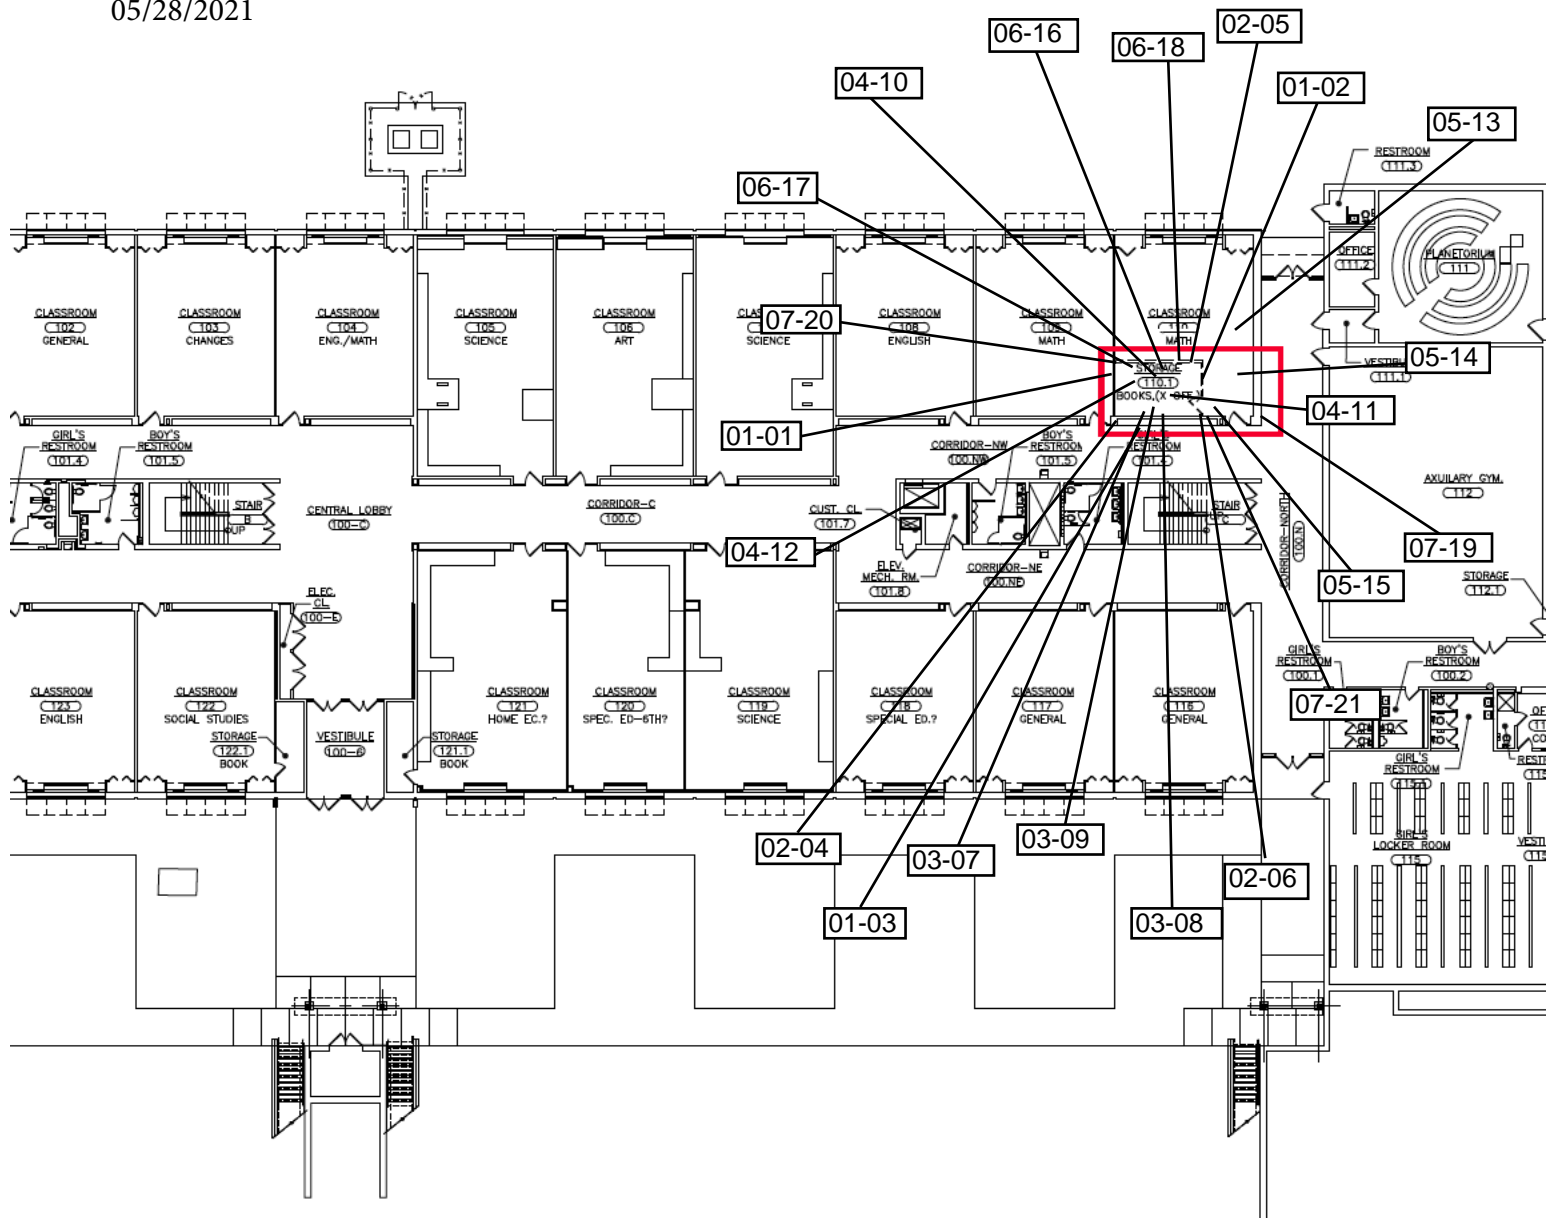 05/28/2021
02-05
06-16
06-18
04-10
01-02
05-13
RESTROOM
111.3
06-17
OFFICE
111.2
PLANETORIUM
111
CLASSROOM
102
GENERAL
CLASSROOM
103
CHANGES
CLASSROOM
104
ENG./MATH
CLASSROOM
105
SCIENCE
CLASSROOM
106
ART
SCIENCE
07-20
CLASSROOM
108
ENGLISH
CLASSROOM
109
MATH
CLASSROOM
110
MATH
05-14
111.1
STORAGE
110.1
BOOKS,(X OFF.)
04-11
01-01
GIRL'S
RESTROOM
101.4
BOY'S
RESTROOM
101.5
CORRIDOR-NW
100.NW
BOY'S
RESTROOM
101.5
RESTROOM
101.4
AXUILARY GYM.
112
STAIR
B
UP
CENTRAL LOBBY
100-C
CORRIDOR-C
100.C
CUST. CL
101.7
STAIR
C
UP
CORRIDOR-NORTH
100.N
04-12
07-19
ELEV.
MECH. RM.
101.8
CORRIDOR-NE
100.NE
05-15
STORAGE
112.1
ELEC.
CL
100-E
GIRL'S
RESTROOM
100.1
BOY'S
RESTROOM
100.2
CLASSROOM
123
ENGLISH
CLASSROOM
122
SOCIAL STUDIES
CLASSROOM
121
HOME EC.?
CLASSROOM
120
SPEC. ED-6TH?
CLASSROOM
119
SCIENCE
CLASSROOM
118
SPECIAL ED.?
CLASSROOM
117
GENERAL
CLASSROOM
116
GENERAL
07-21
STORAGE
122.1
BOOK
VESTIBULE
100-6
STORAGE
121.1
BOOK
GIRL'S
RESTROOM
02-04
03-07
03-09
GIRL'S
LOCKER ROOM
115
02-06
01-03
03-08